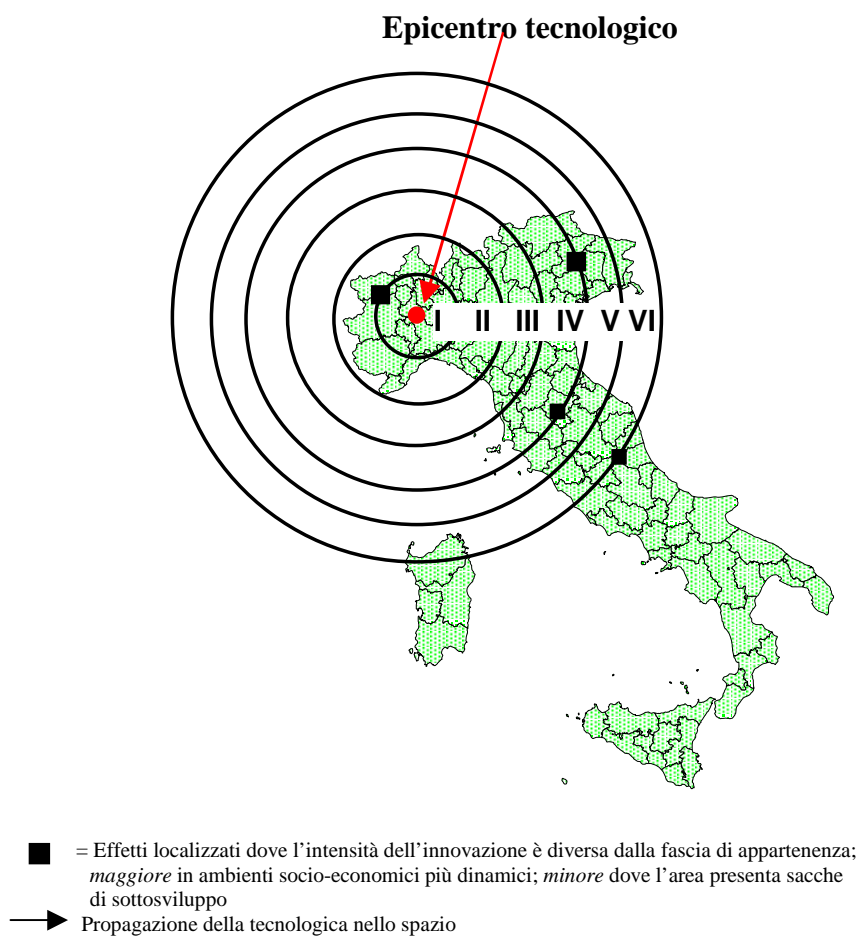 Epicentro tecnologico
I II III IV V VI
= Effetti localizzati dove l'intensità dell'innovazione è diversa dalla fascia di appartenenza;
maggiore in ambienti socio-economici più dinamici; minore dove l'area presenta sacche
di sottosviluppo
Propagazione della tecnologica nello spazio